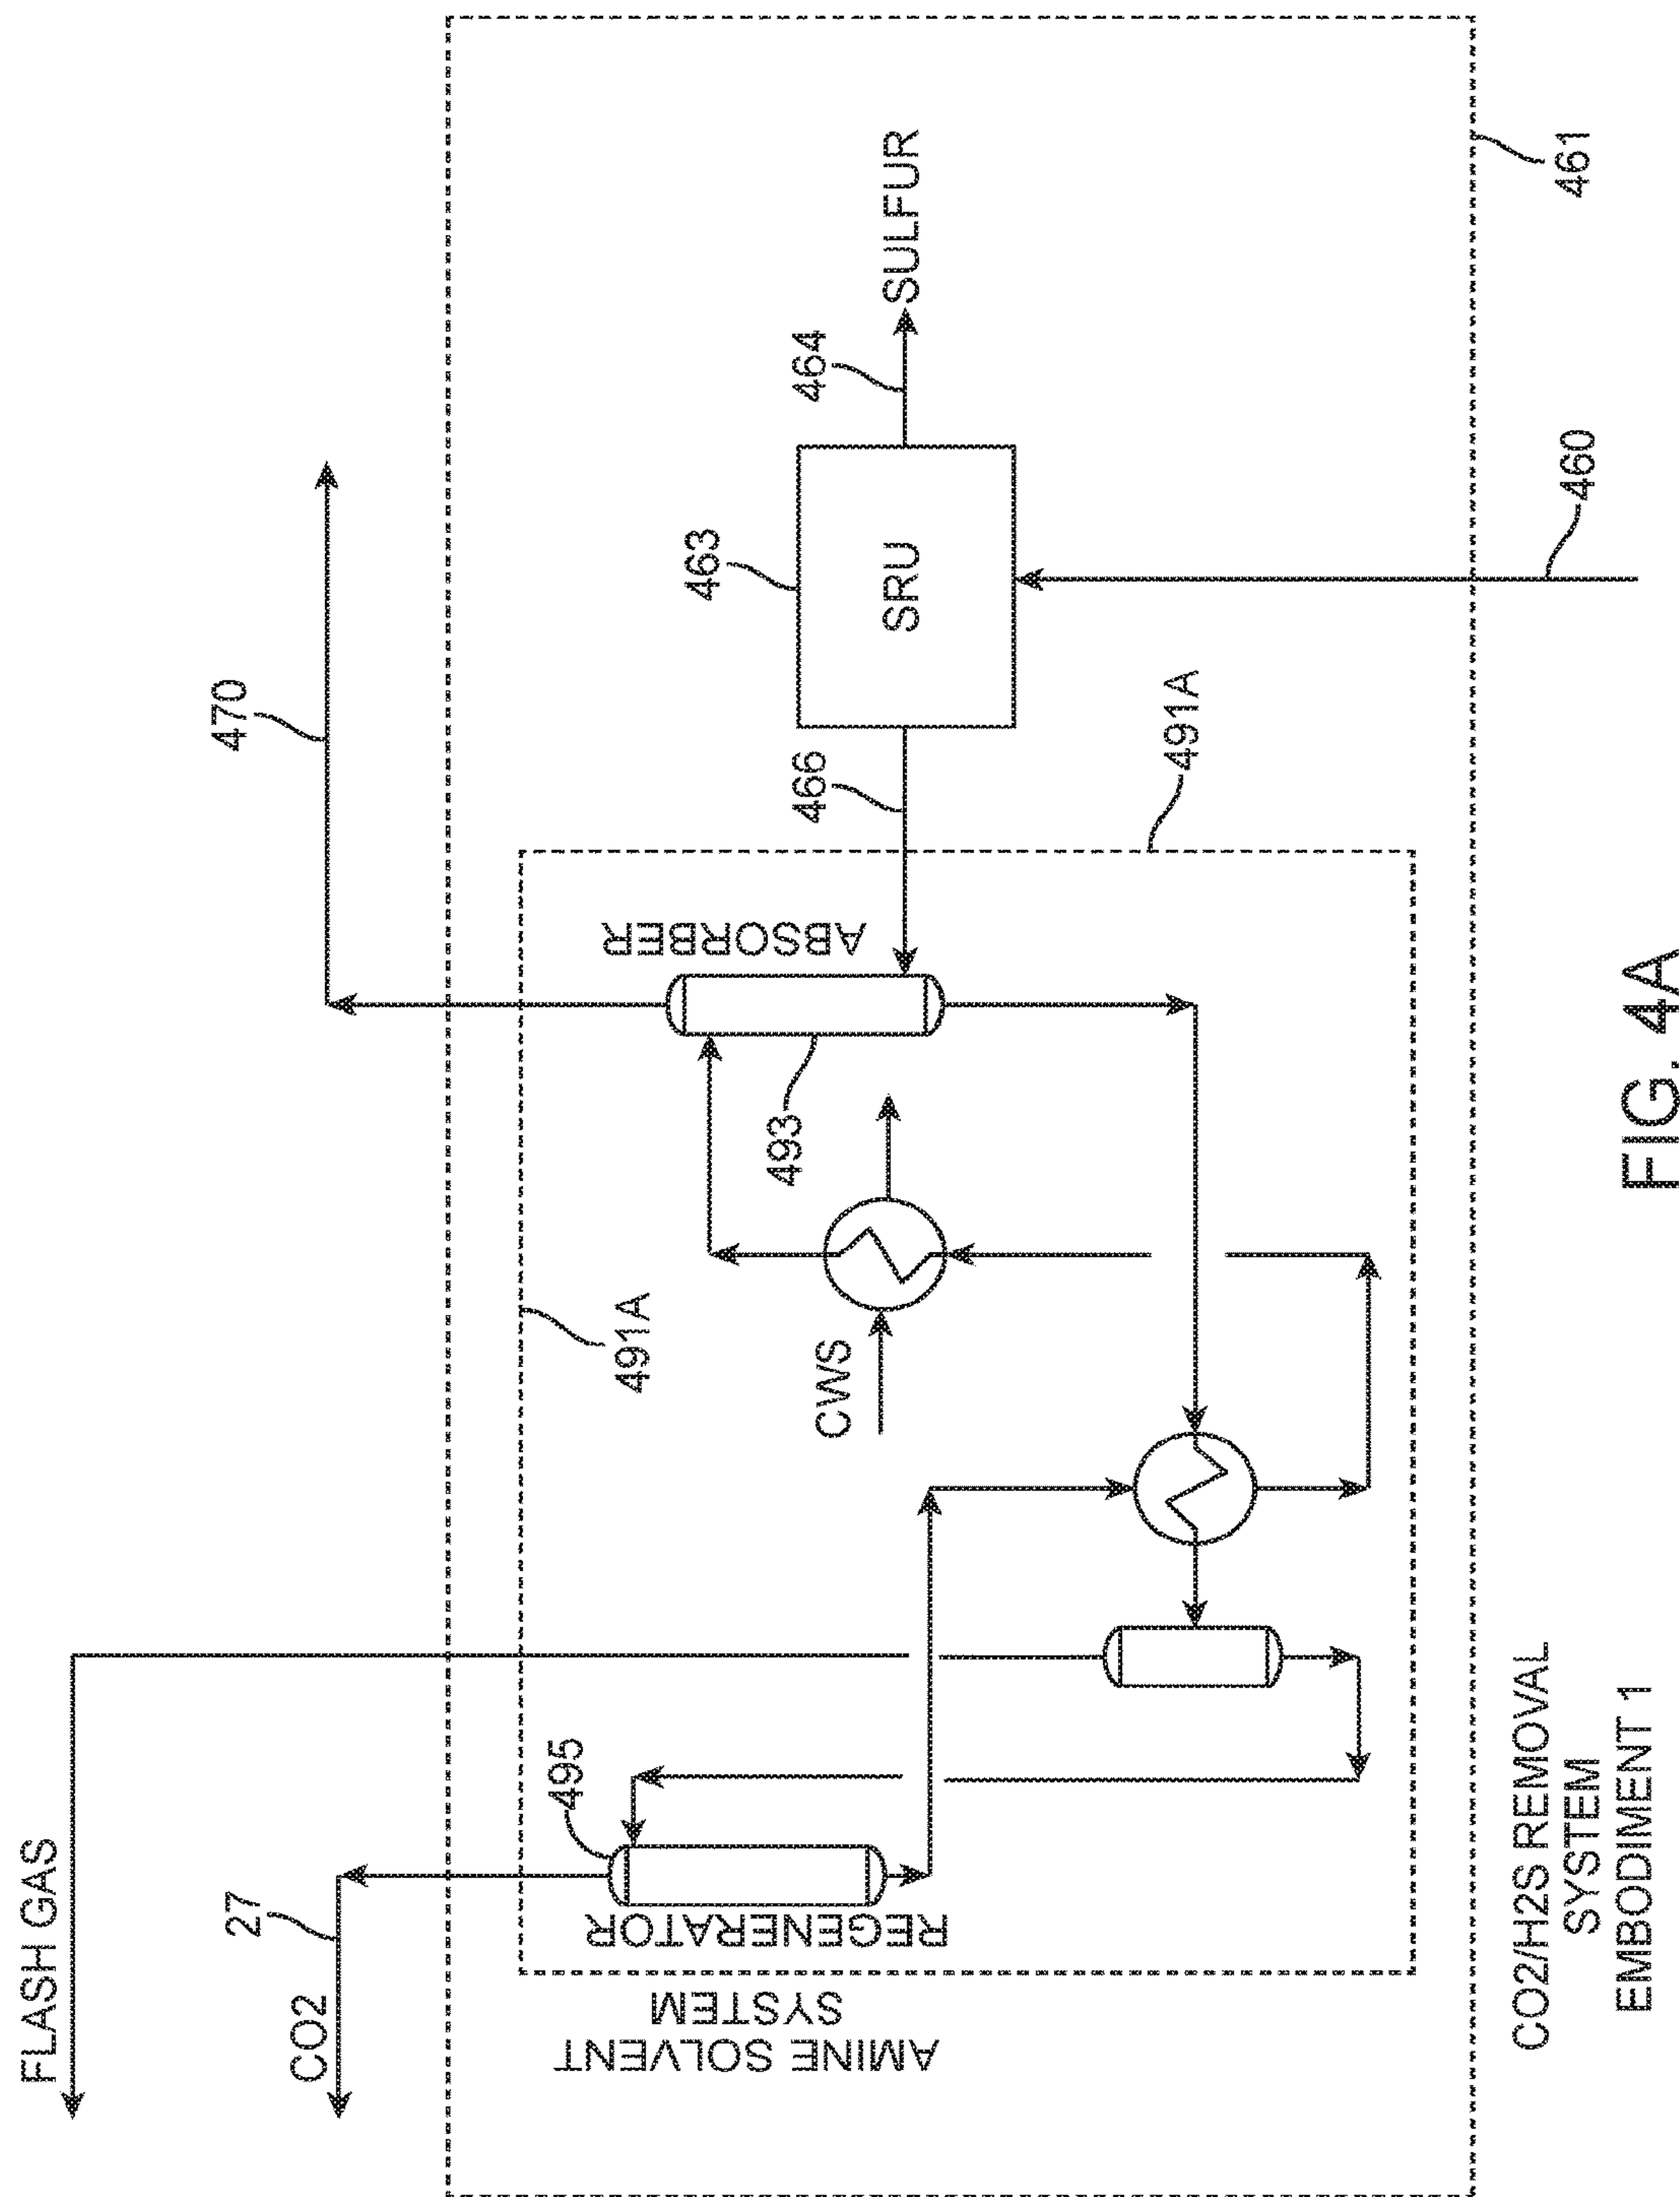 FLASH GAS
27
CO2
470
495
REGENERATOR
AMINE SOLVENT
SYSTEM
491A
CWS
493
ABSORBER
466
463
SRU
464
SULFUR
491A
460
461
CO2/H2S REMOVAL
SYSTEM
EMBODIMENT 1
FIG. 4A